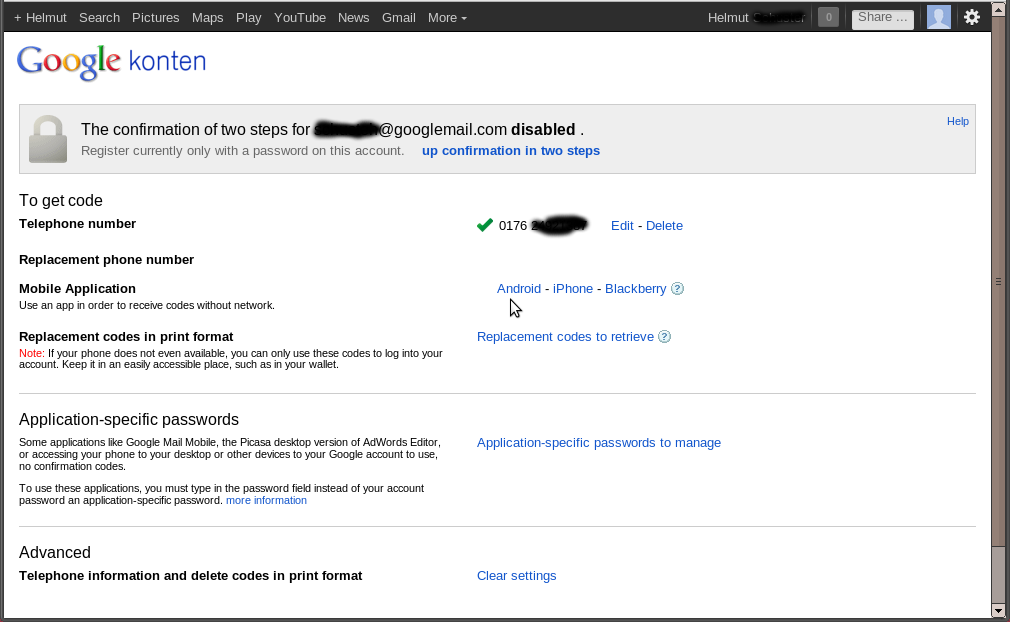 + Helmut Search Pictures Maps Play YouTube News Gmail More Helmut 0 Share ...
Google konten
The confirmation of two steps for @googlemail.com disabled .
Help
Register currently only with a password on this account. up confirmation in two steps
To get code
Telephone number 0176 Edit - Delete
Replacement phone number
Mobile Application Android - iPhone - Blackberry ?
Use an app in order to receive codes without network.
Replacement codes in print format Replacement codes to retrieve ?
Note: If your phone does not even available, you can only use these codes to log into your
account. Keep it in an easily accessible place, such as in your wallet.
Application-specific passwords
Some applications like Google Mail Mobile, the Picasa desktop version of AdWords Editor,
Application-specific passwords to manage
or accessing your phone to your desktop or other devices to your Google account to use,
no confirmation codes.
To use these applications, you must type in the password field instead of your account
password an application-specific password. more information
Advanced
Telephone information and delete codes in print format Clear settings